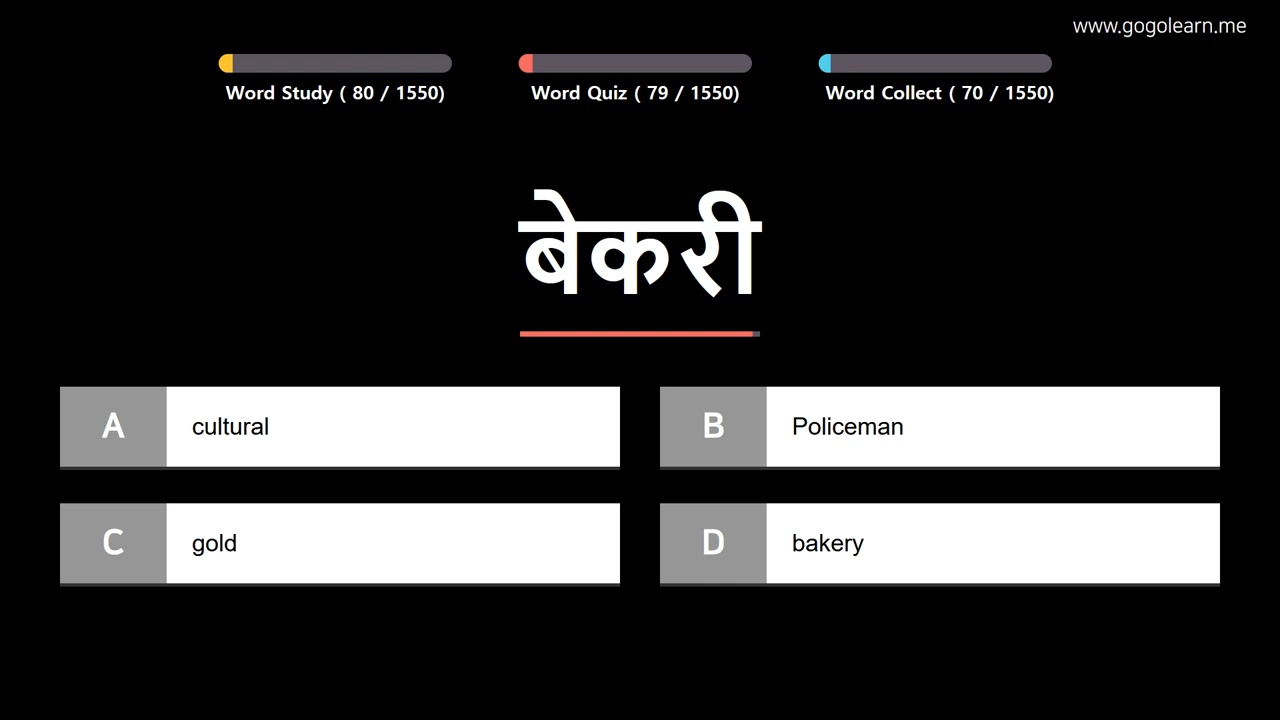 www.gogolearn.me
Word Study ( 80 / 1550)
Word Quiz ( 79 / 1550)
Word Collect ( 70 / 1550)
बेकरी
A cultural
B Policeman
C gold
D bakery